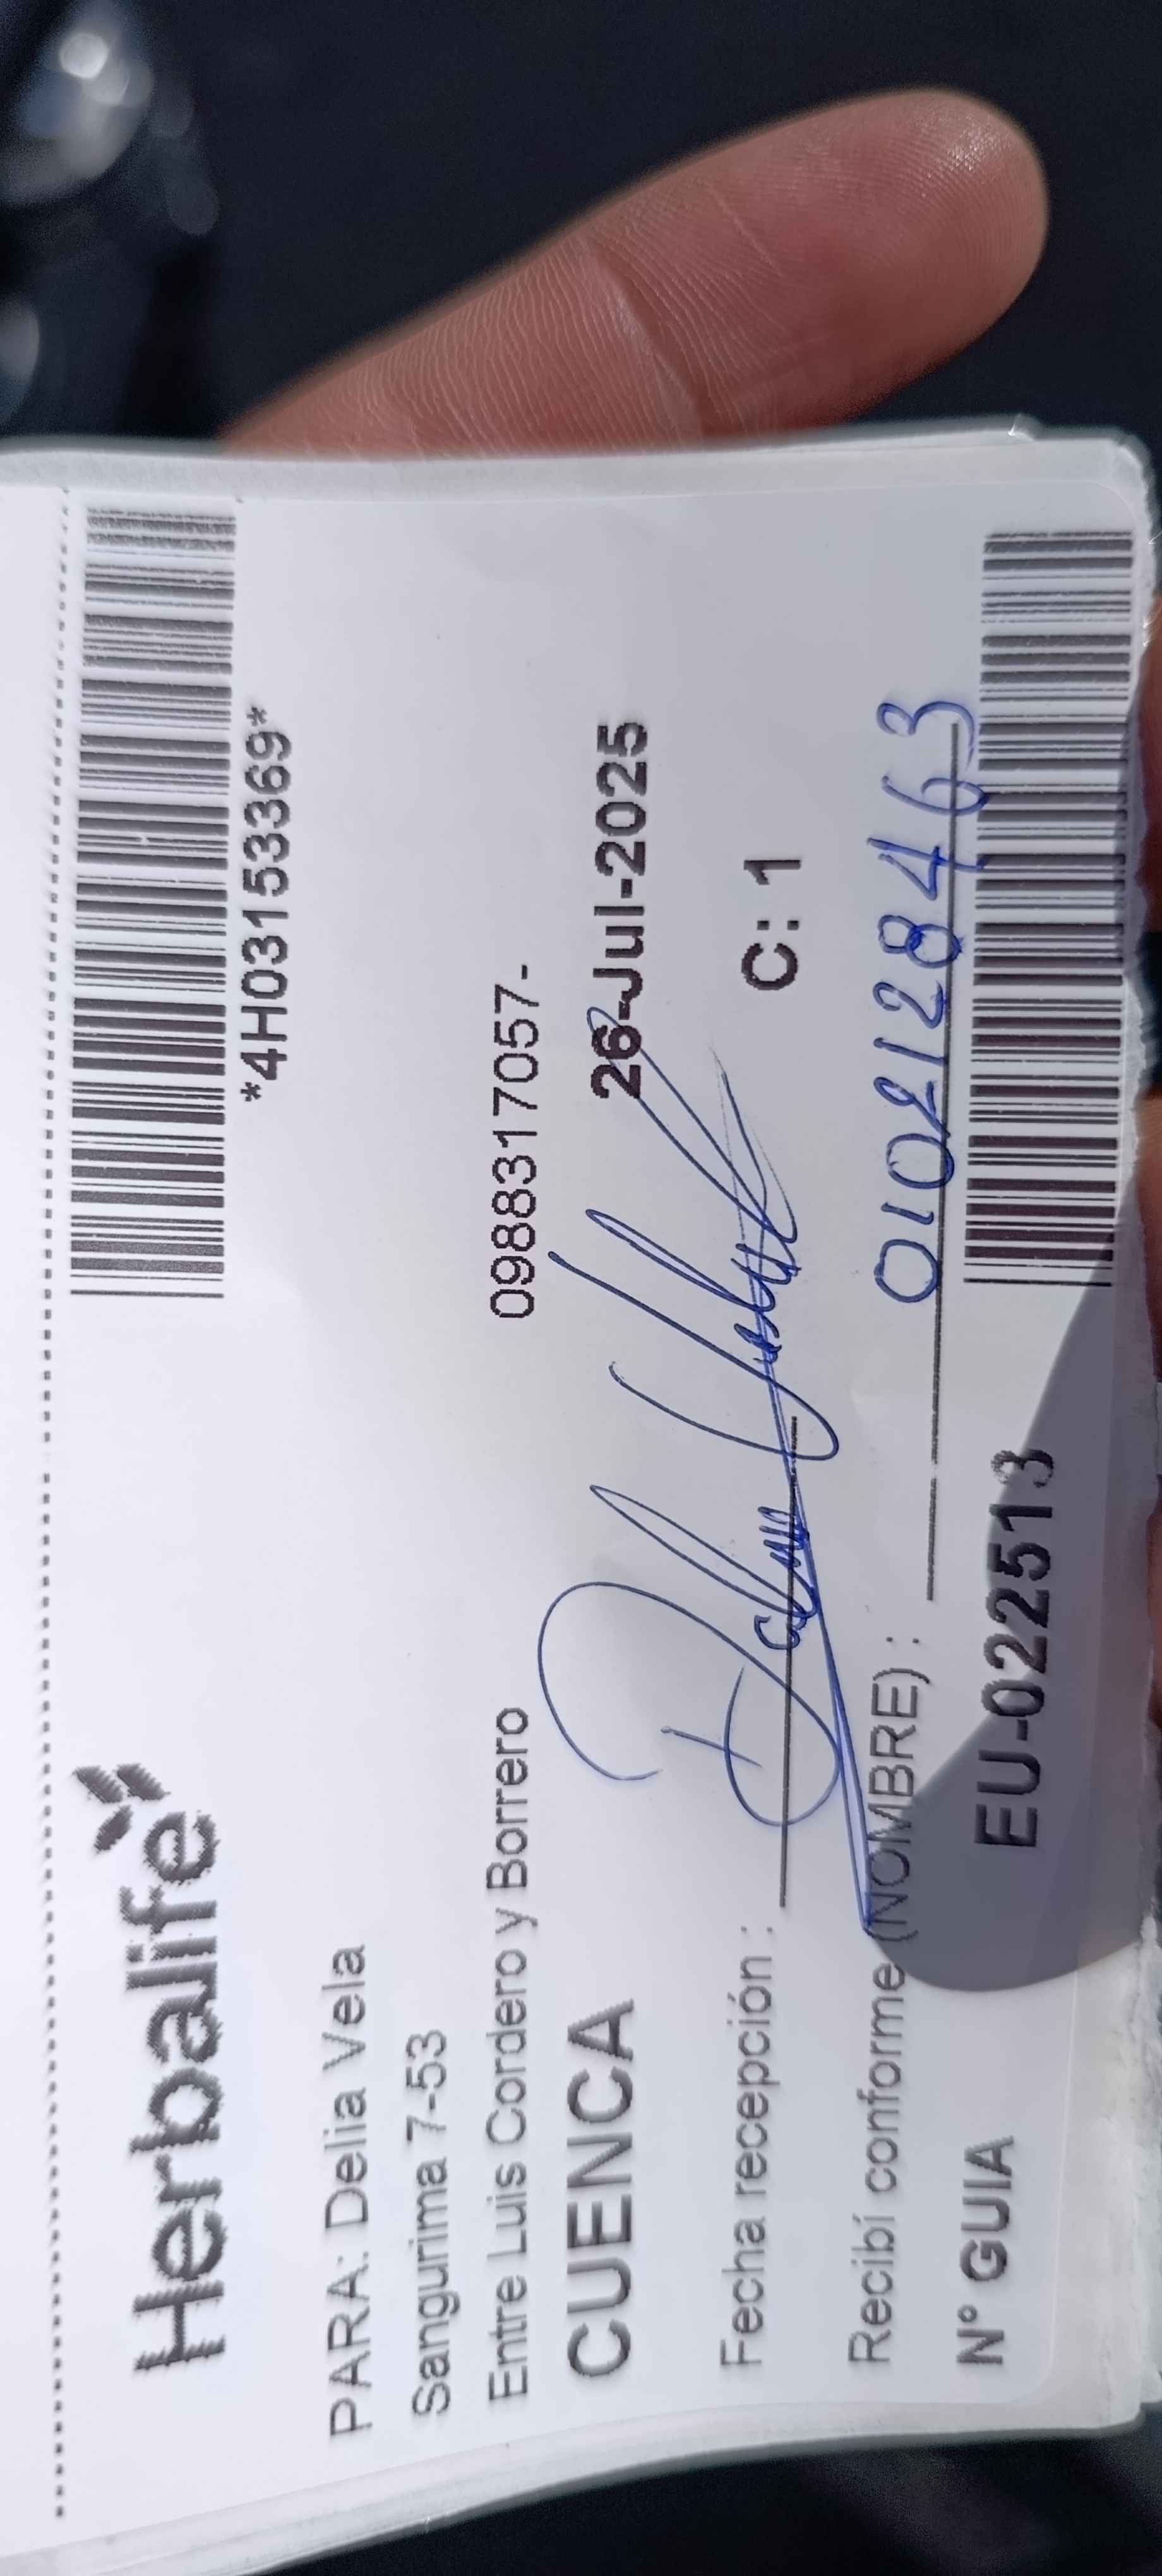 Herbalife
*4H03153369*
PARA: Delia Vela
Sangurima 7-53
Entre Luis Cordero y Borrero 0988317057-
CUENCA 26-Jul-2025
Fecha recepción :
C: 1
Recibí conforme (NOMBRE) : 0102128463
N° GUIA EU-022513